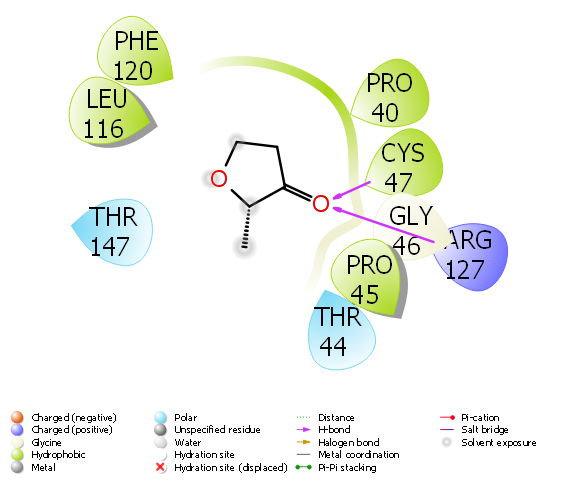 PHE
120
LEU
116
PRO
40
CYS
47
O
O
THR
147
GLY
46
ARG
127
PRO
45
THR
44
Charged (negative)
Charged (positive)
Glycine
Hydrophobic
Metal
Polar
Unspecified residue
Water
Hydration site
Hydration site (displaced)
Distance
H-bond
Halogen bond
Metal coordination
Pi-Pi stacking
Pi-cation
Salt bridge
Solvent exposure